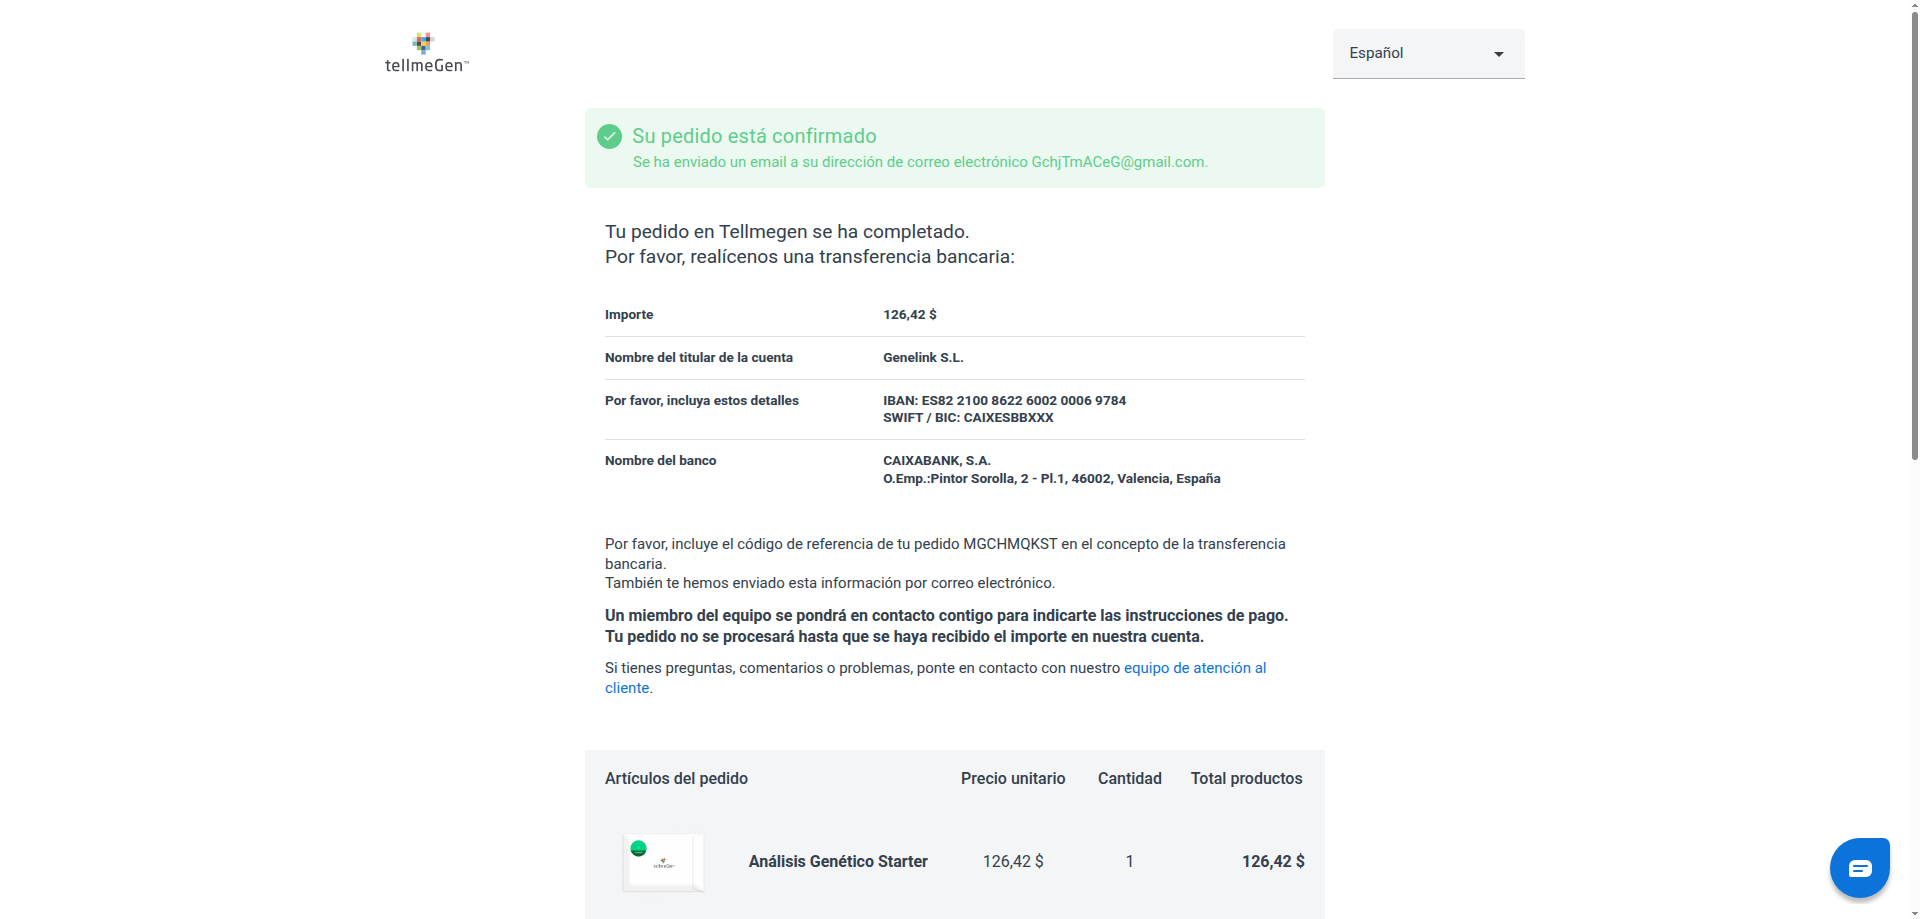 tellmeGen™
Español
Su pedido está confirmado
Se ha enviado un email a su dirección de correo electrónico GchjTmACeG@gmail.com.
Tu pedido en Tellmegen se ha completado.
Por favor, realícenos una transferencia bancaria:
Importe 126,42 $
Nombre del titular de la cuenta Genelink S.L.
Por favor, incluya estos detalles IBAN: ES82 2100 8622 6002 0006 9784
SWIFT / BIC: CAIXESBBXXX
Nombre del banco CAIXABANK, S.A.
O.Emp.:Pintor Sorolla, 2 - Pl.1, 46002, Valencia, España
Por favor, incluye el código de referencia de tu pedido MGCHMQKST en el concepto de la transferencia
bancaria.
También te hemos enviado esta información por correo electrónico.
Un miembro del equipo se pondrá en contacto contigo para indicarte las instrucciones de pago.
Tu pedido no se procesará hasta que se haya recibido el importe en nuestra cuenta.
Si tienes preguntas, comentarios o problemas, ponte en contacto con nuestro equipo de atención al
cliente.
Artículos del pedido Precio unitario Cantidad Total productos
tellmeGen
Análisis Genético Starter 126,42 $ 1 126,42 $